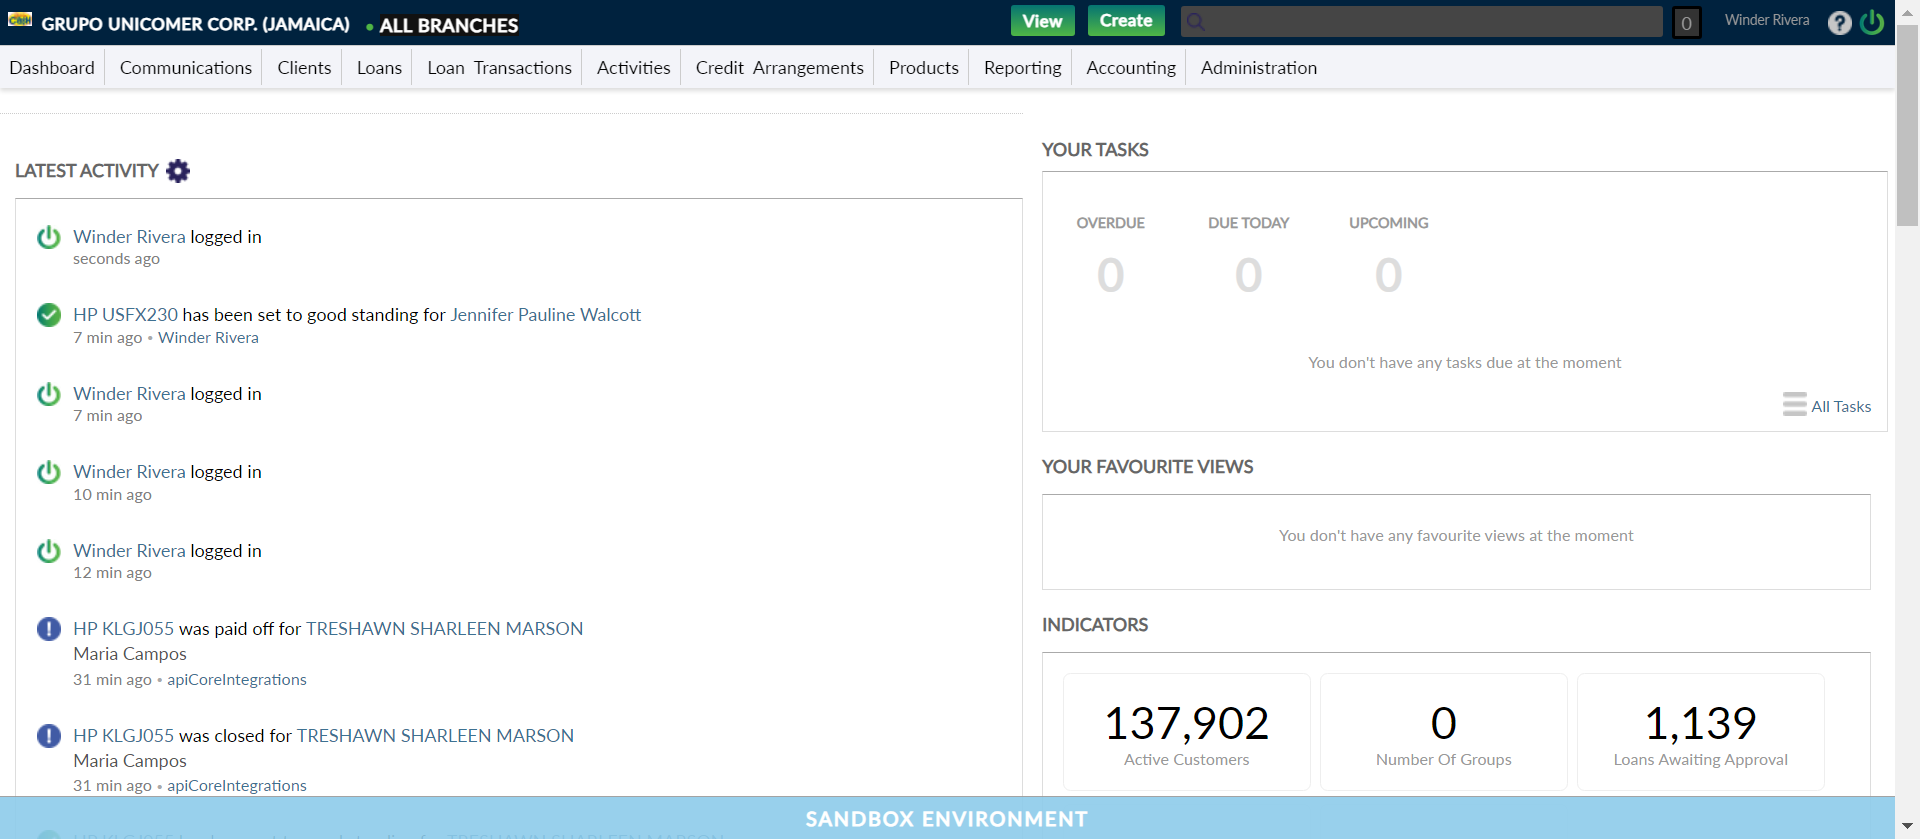 CASH GRUPO UNICOMER CORP. (JAMAICA) • ALL BRANCHES View Create 0 Winder Rivera ?
Dashboard Communications Clients Loans Loan Transactions Activities Credit Arrangements Products Reporting Accounting Administration
LATEST ACTIVITY
Winder Rivera logged in
seconds ago
HP USFX230 has been set to good standing for Jennifer Pauline Walcott
7 min ago • Winder Rivera
Winder Rivera logged in
7 min ago
Winder Rivera logged in
10 min ago
Winder Rivera logged in
12 min ago
HP KLGJ055 was paid off for TRESHAWN SHARLEEN MARSON
Maria Campos
31 min ago • apiCoreIntegrations
HP KLGJ055 was closed for TRESHAWN SHARLEEN MARSON
Maria Campos
31 min ago • apiCoreIntegrations
YOUR TASKS
OVERDUE DUE TODAY UPCOMING
0 0 0
You don't have any tasks due at the moment
All Tasks
YOUR FAVOURITE VIEWS
You don't have any favourite views at the moment
INDICATORS
137,902 0 1,139
Active Customers Number Of Groups Loans Awaiting Approval
SANDBOX ENVIRONMENT